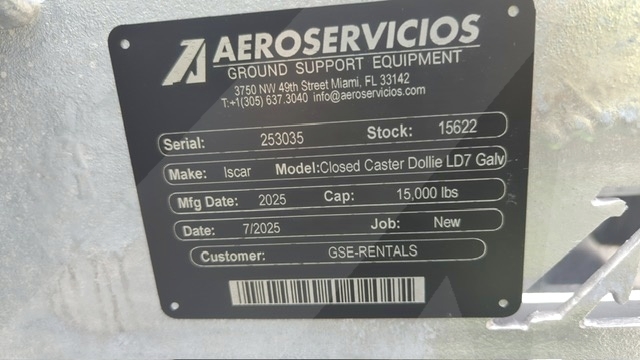 AEROSERVICIOS
GROUND SUPPORT EQUIPMENT
3750 NW 49th Street Miami, FL 33142
T:+1(305) 637.3040 info@aeroservicios.com
Serial: 253035 Stock: 15622
Make: Iscar Model:Closed Caster Dollie LD7 Galv
Mfg Date: 2025 Cap: 15,000 lbs
Date: 7/2025 Job: New
Customer: GSE-RENTALS